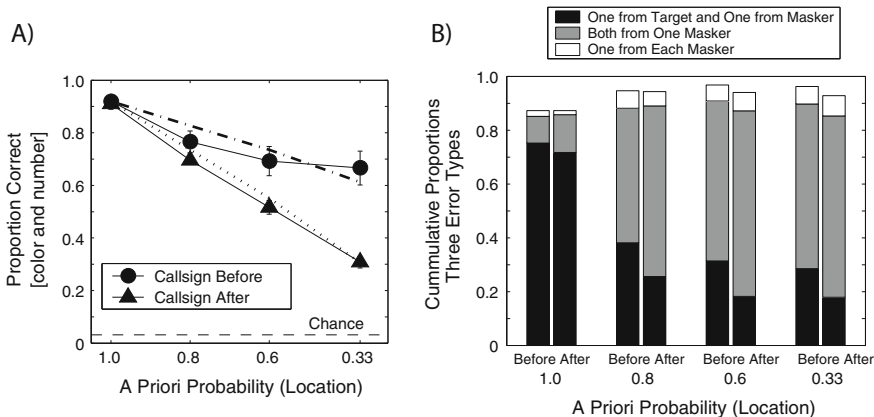 A)
Proportion Correct
[color and number]
1.0
0.8
0.6
0.4
0.2
0
Callsign Before
Callsign After
Chance
1.0
0.8
0.6
0.33
A Priori Probability (Location)
B)
One from Target and One from Masker
Both from One Masker
One from Each Masker
Cummulative Proportions
Three Error Types
1.0
0.8
0.6
0.4
0.2
0.0
Before After
Before After
Before After
Before After
1.0
0.8
0.6
0.33
A Priori Probability (Location)